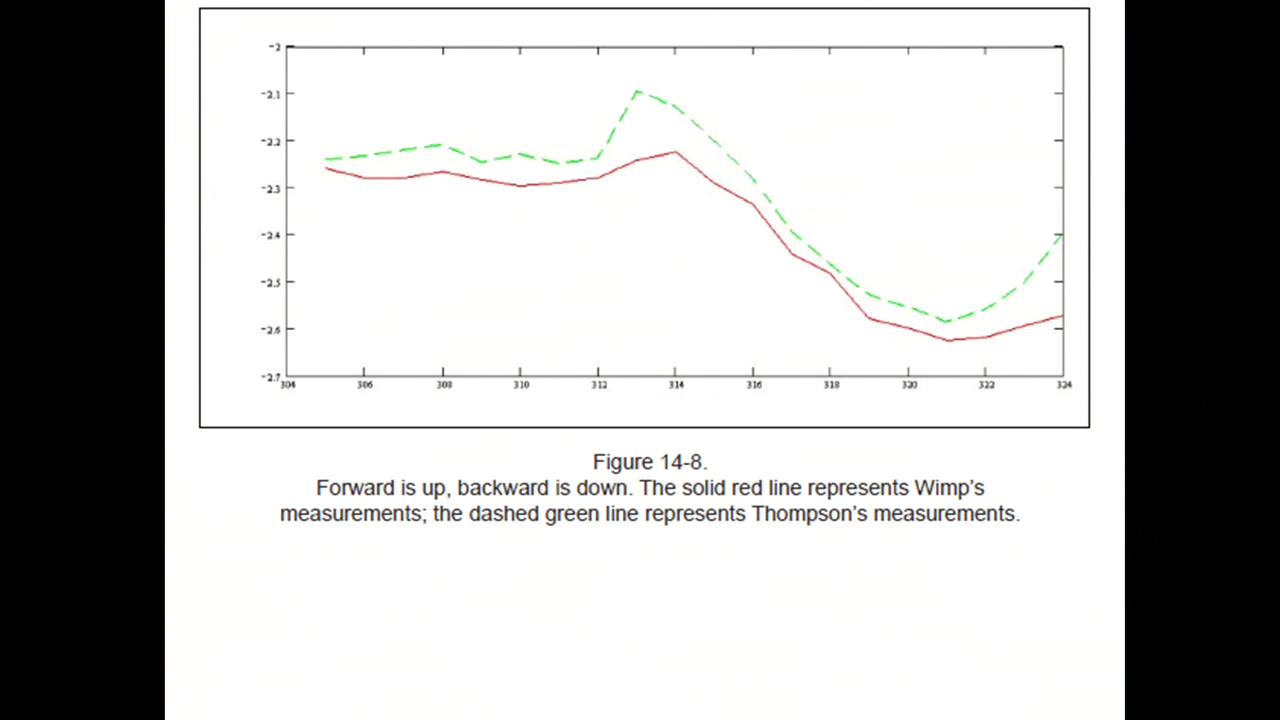 -2
-2.1
-2.2
-2.3
-2.4
-2.5
-2.6
-2.7
304 306 308 310 312 314 316 318 320 322 324
Figure 14-8.
Forward is up, backward is down. The solid red line represents Wimp's
measurements; the dashed green line represents Thompson's measurements.